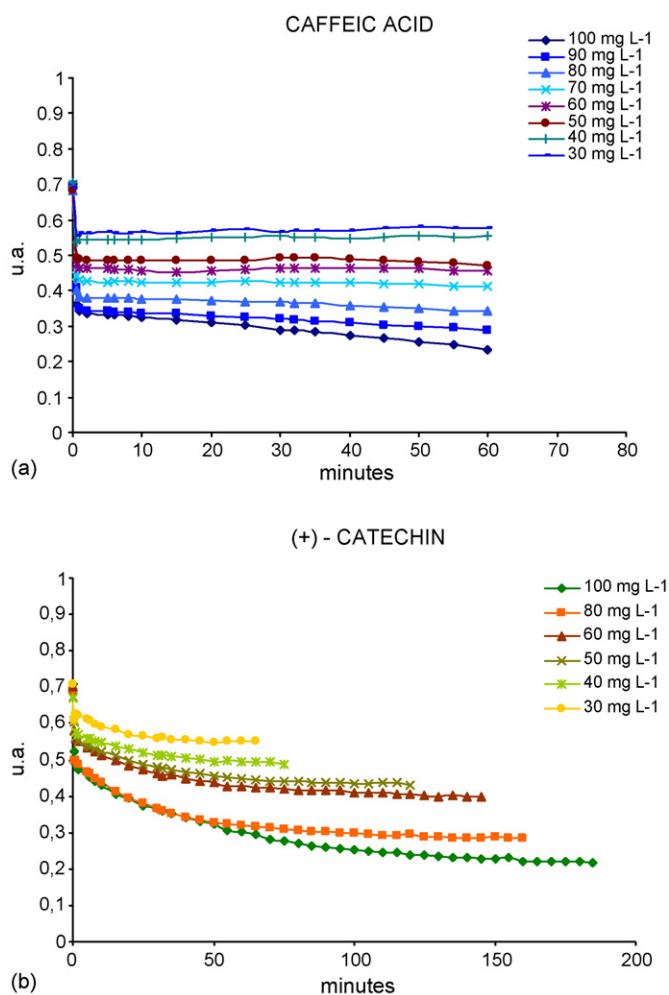 CAFFEIC ACID
100 mg L-1
90 mg L-1
80 mg L-1
70 mg L-1
60 mg L-1
50 mg L-1
40 mg L-1
30 mg L-1
1
0.9
0.8
0.7
0.6
0.5
0.4
0.3
0.2
0.1
0
u.a.
0 10 20 30 40 50 60 70 80
minutes
(a)
(+) - CATECHIN
100 mg L-1
80 mg L-1
60 mg L-1
50 mg L-1
40 mg L-1
30 mg L-1
1
0,9
0,8
0,7
0,6
0,5
0,4
0,3
0,2
0,1
0
u.a.
0 50 100 150 200
minutes
(b)